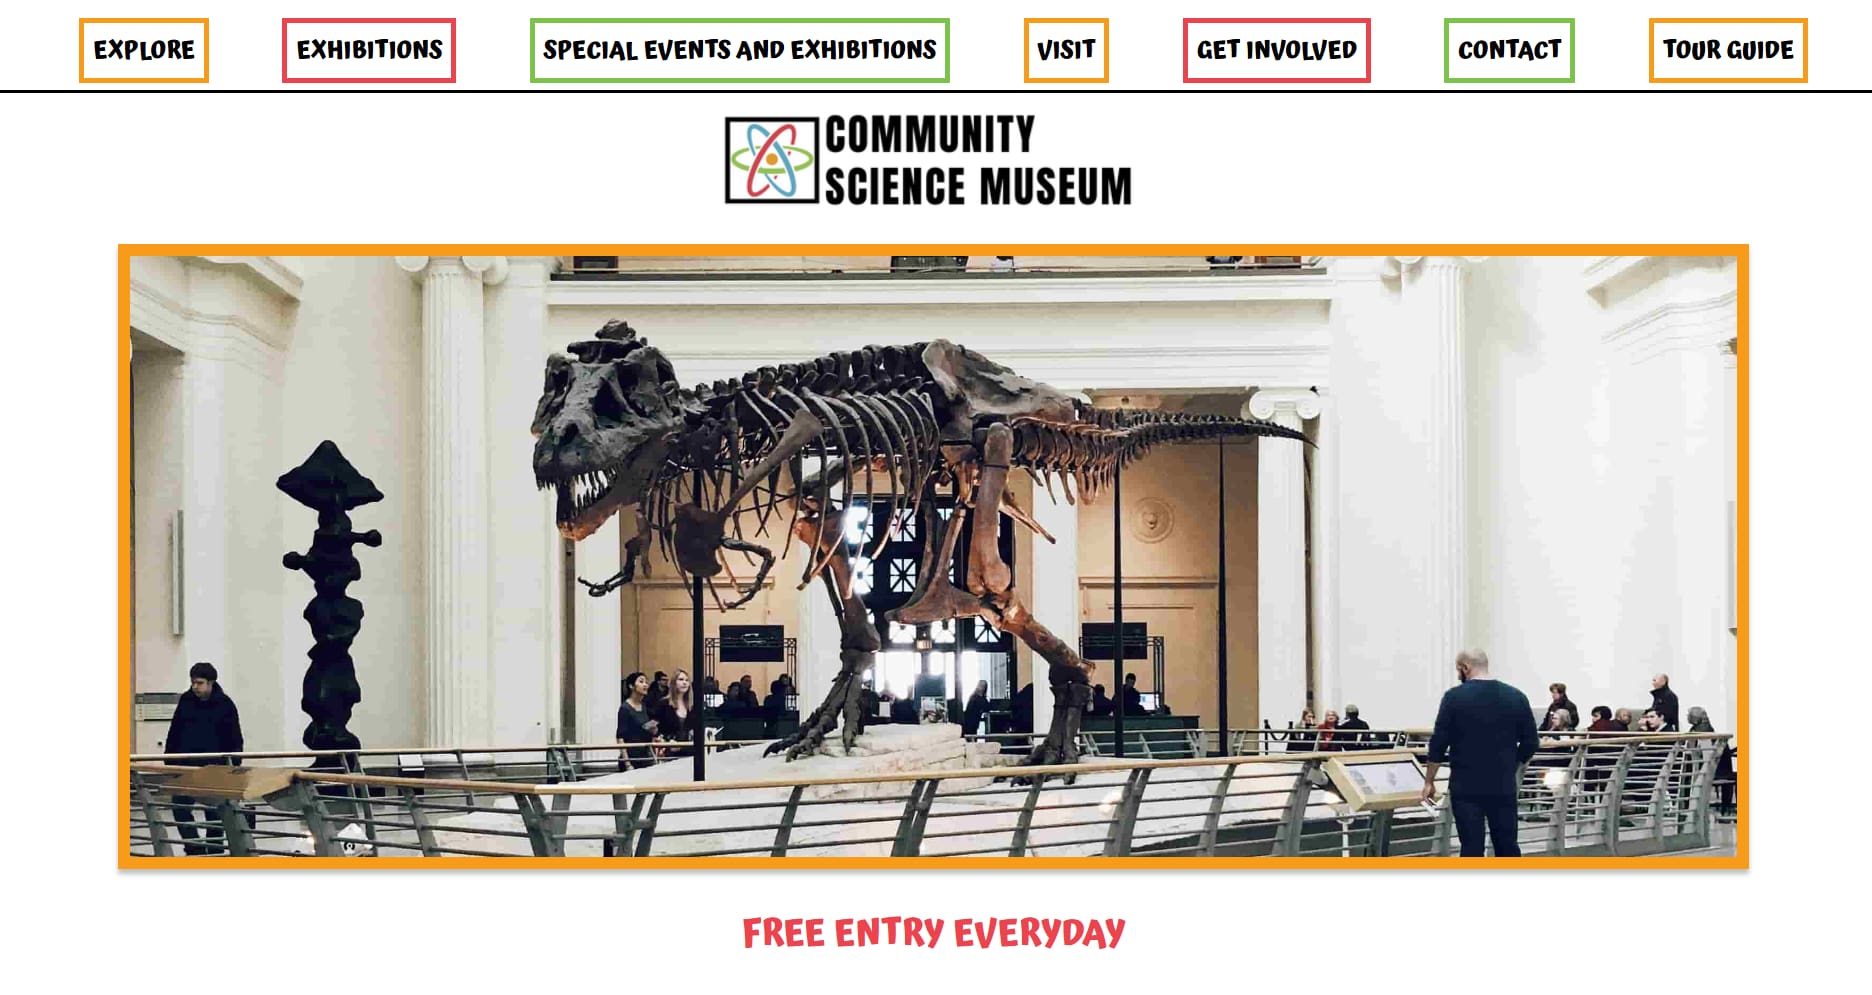 EXPLORE
EXHIBITIONS
SPECIAL EVENTS AND EXHIBITIONS
VISIT
GET INVOLVED
CONTACT
TOUR GUIDE
COMMUNITY
SCIENCE MUSEUM
FREE ENTRY EVERYDAY